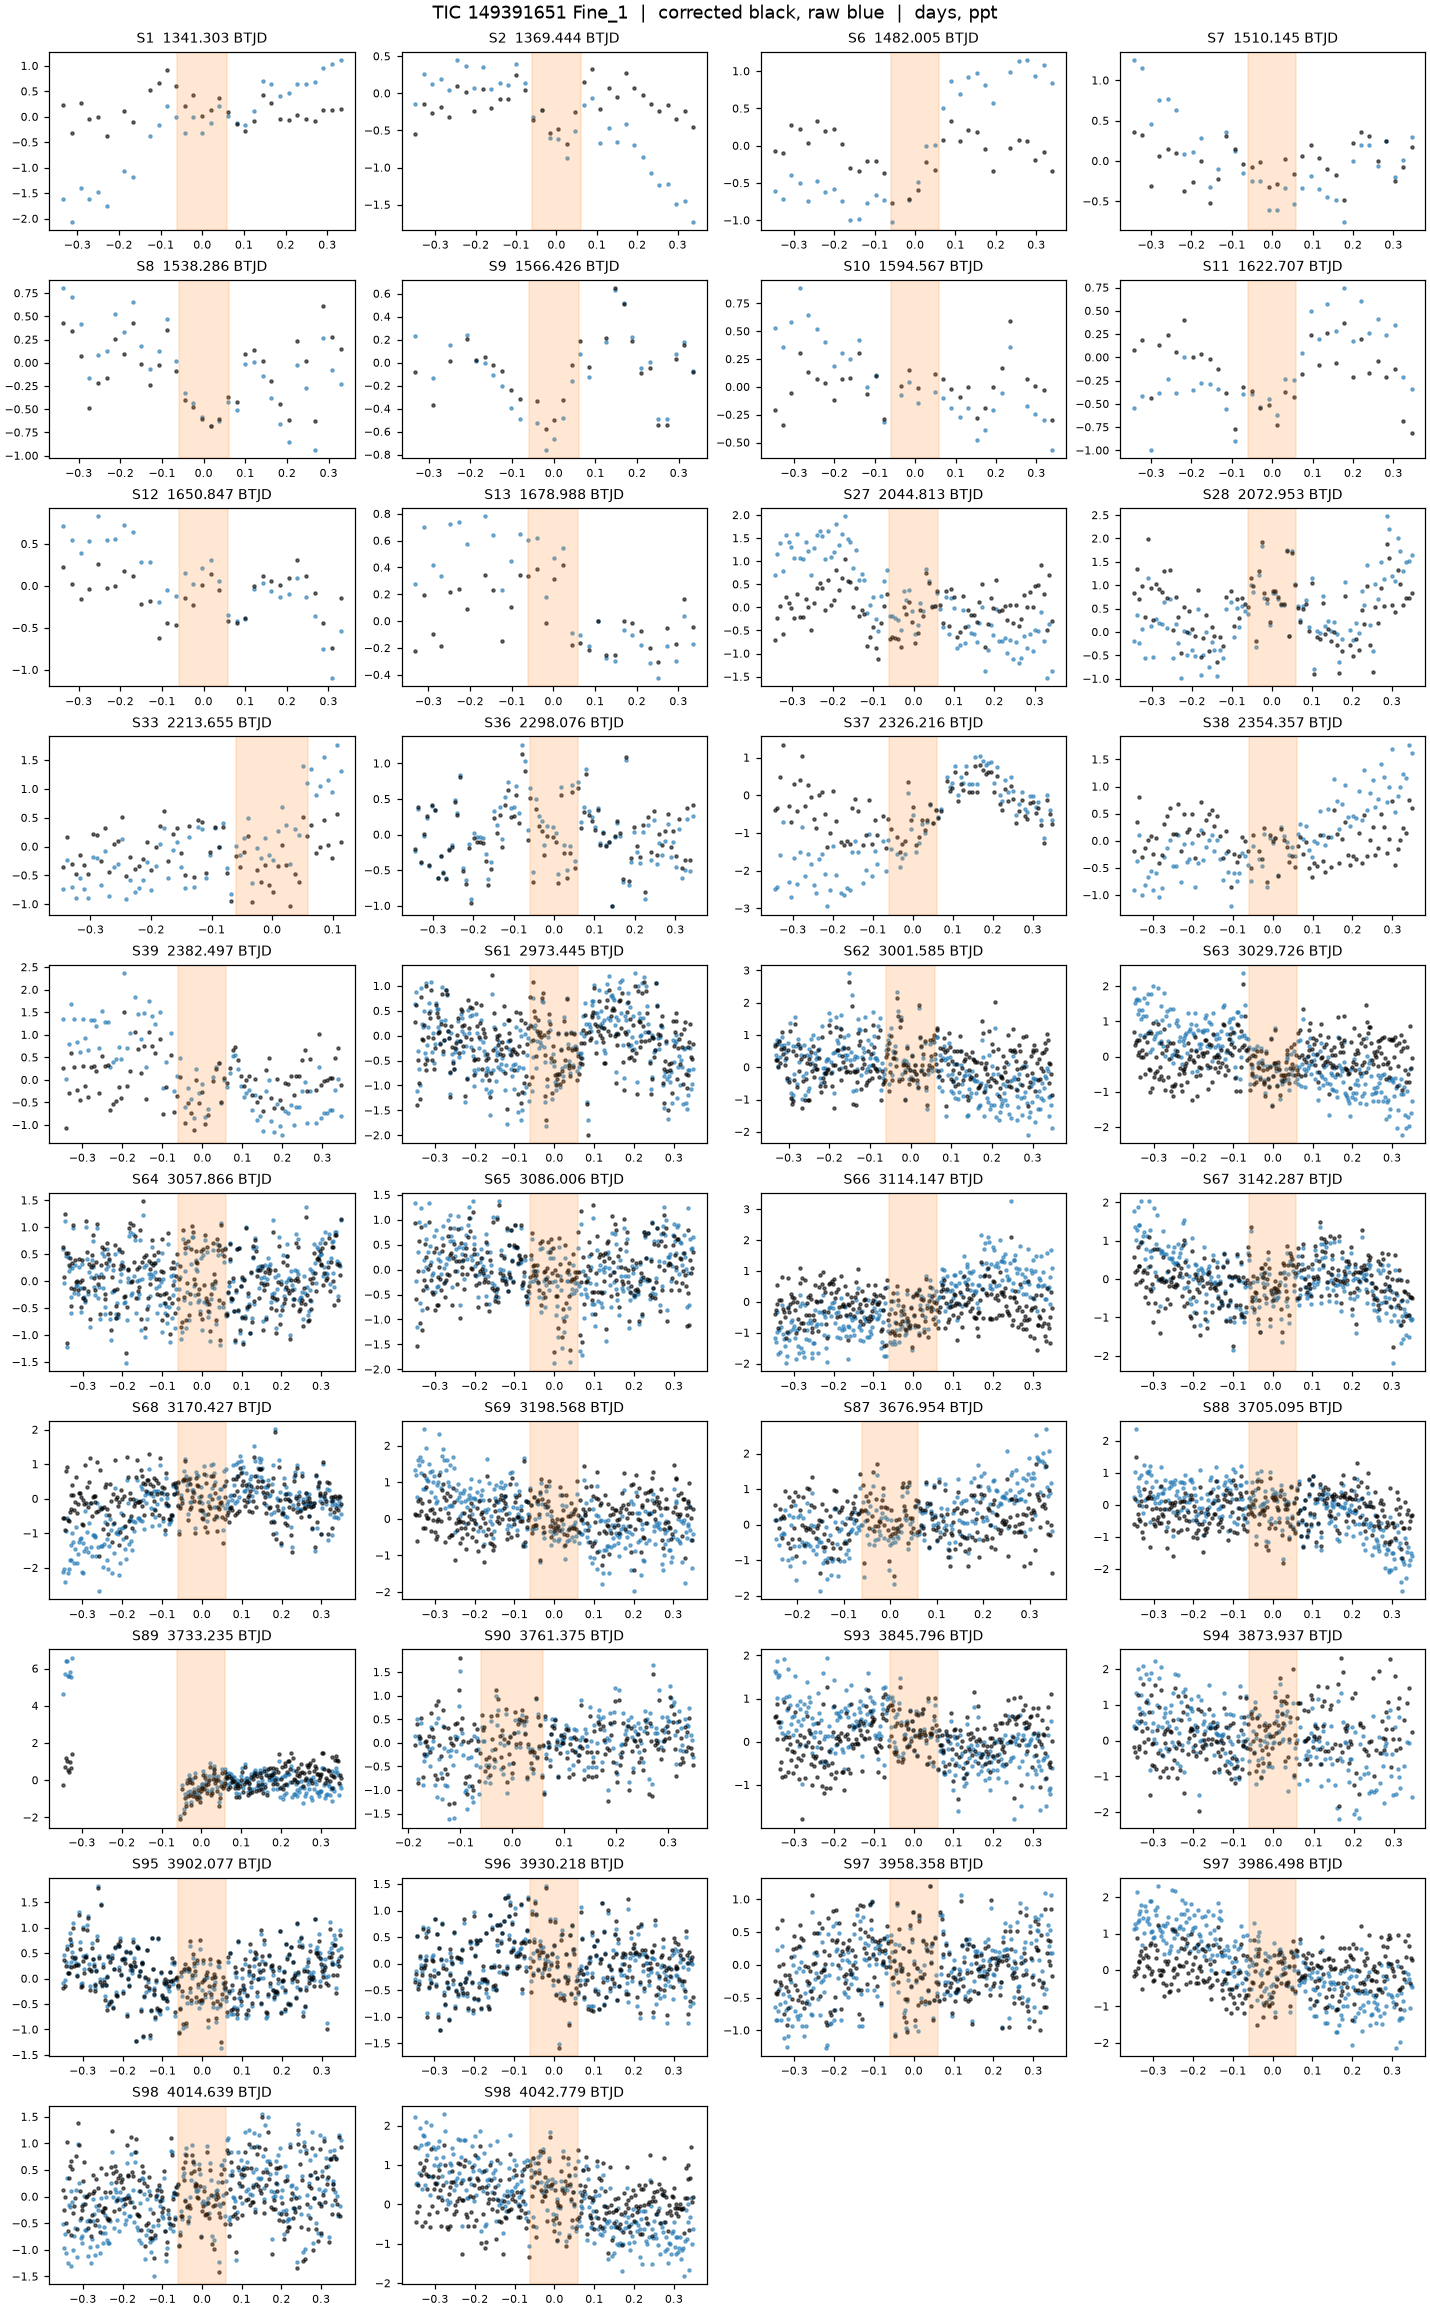 TIC 149391651 Fine_1 | corrected black, raw blue | days, ppt
S1 1341.303 BTJD
S2 1369.444 BTJD
S6 1482.005 BTJD
S7 1510.145 BTJD
S8 1538.286 BTJD
S9 1566.426 BTJD
S10 1594.567 BTJD
S11 1622.707 BTJD
S12 1650.847 BTJD
S13 1678.988 BTJD
S27 2044.813 BTJD
S28 2072.953 BTJD
S33 2213.655 BTJD
S36 2298.076 BTJD
S37 2326.216 BTJD
S38 2354.357 BTJD
S39 2382.497 BTJD
S61 2973.445 BTJD
S62 3001.585 BTJD
S63 3029.726 BTJD
S64 3057.866 BTJD
S65 3086.006 BTJD
S66 3114.147 BTJD
S67 3142.287 BTJD
S68 3170.427 BTJD
S69 3198.568 BTJD
S87 3676.954 BTJD
S88 3705.095 BTJD
S89 3733.235 BTJD
S90 3761.375 BTJD
S93 3845.796 BTJD
S94 3873.937 BTJD
S95 3902.077 BTJD
S96 3930.218 BTJD
S97 3958.358 BTJD
S97 3986.498 BTJD
S98 4014.639 BTJD
S98 4042.779 BTJD